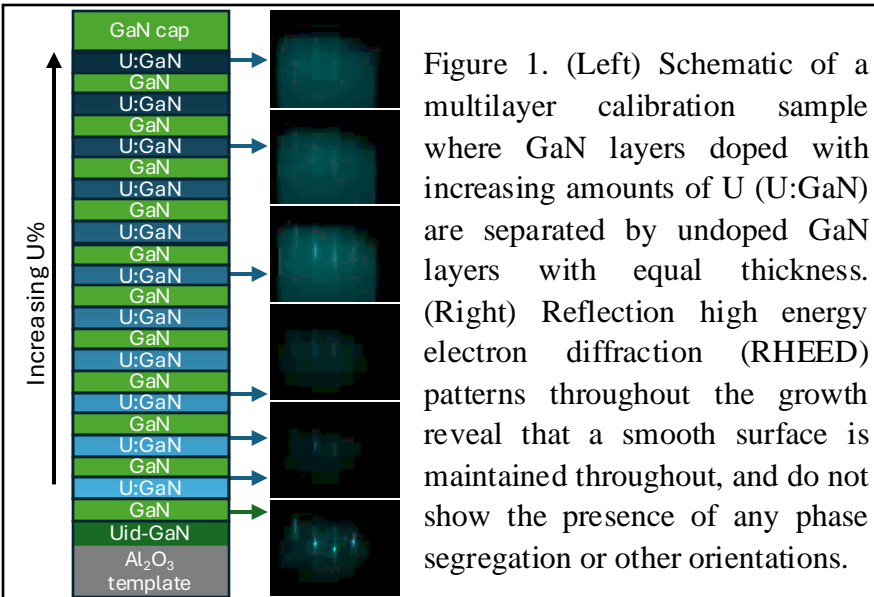 Increasing U%
GaN cap
U:GaN
GaN
U:GaN
GaN
U:GaN
GaN
U:GaN
GaN
U:GaN
GaN
U:GaN
GaN
U:GaN
GaN
U:GaN
GaN
U:GaN
GaN
U:GaN
GaN
U:GaN
GaN
Uid-GaN
Al₂O₃
template
Figure 1. (Left) Schematic of a
multilayer calibration sample
where GaN layers doped with
increasing amounts of U (U:GaN)
are separated by undoped GaN
layers with equal thickness.
(Right) Reflection high energy
electron diffraction (RHEED)
patterns throughout the growth
reveal that a smooth surface is
maintained throughout, and do not
show the presence of any phase
segregation or other orientations.